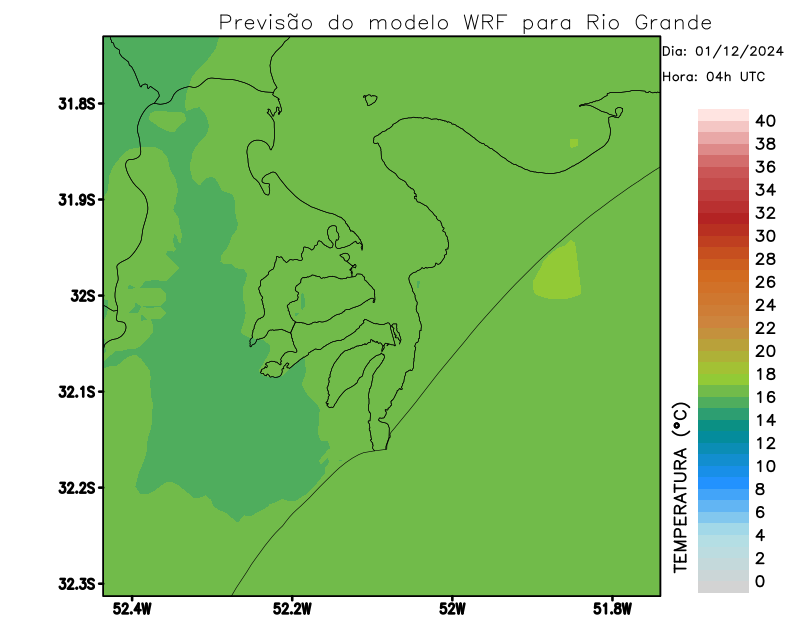 Previsão do modelo WRF para Rio Grande
Dia: 01/12/2024
Hora: 04h UTC
31.8S
31.9S
32S
32.1S
32.2S
32.3S
52.4W
52.2W
52W
51.8W
TEMPERATURA (°C)
40
38
36
34
32
30
28
26
24
22
20
18
16
14
12
10
8
6
4
2
0